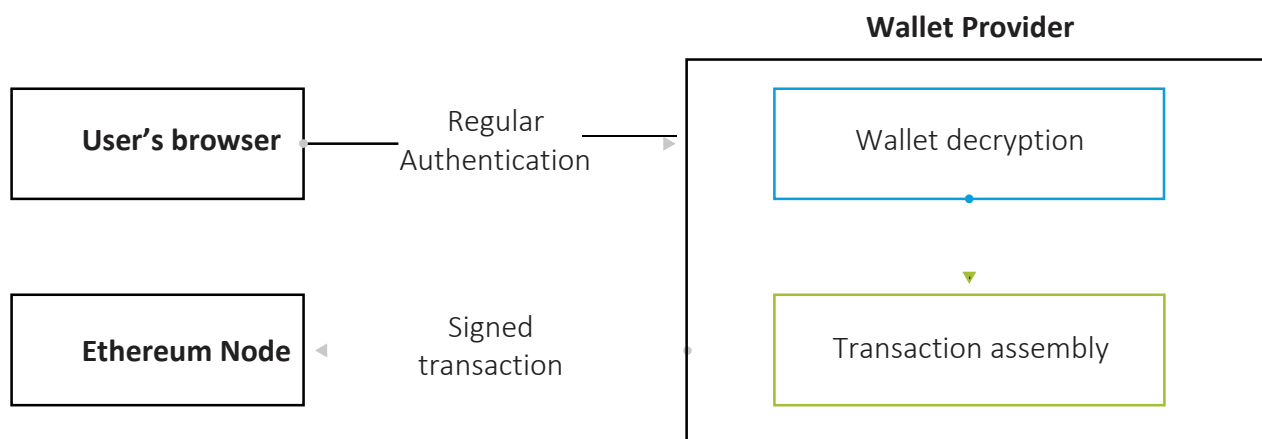 Wallet Provider
User’s browser
Regular
Authentication
Wallet decryption
Ethereum Node
Signed
transaction
Transaction assembly